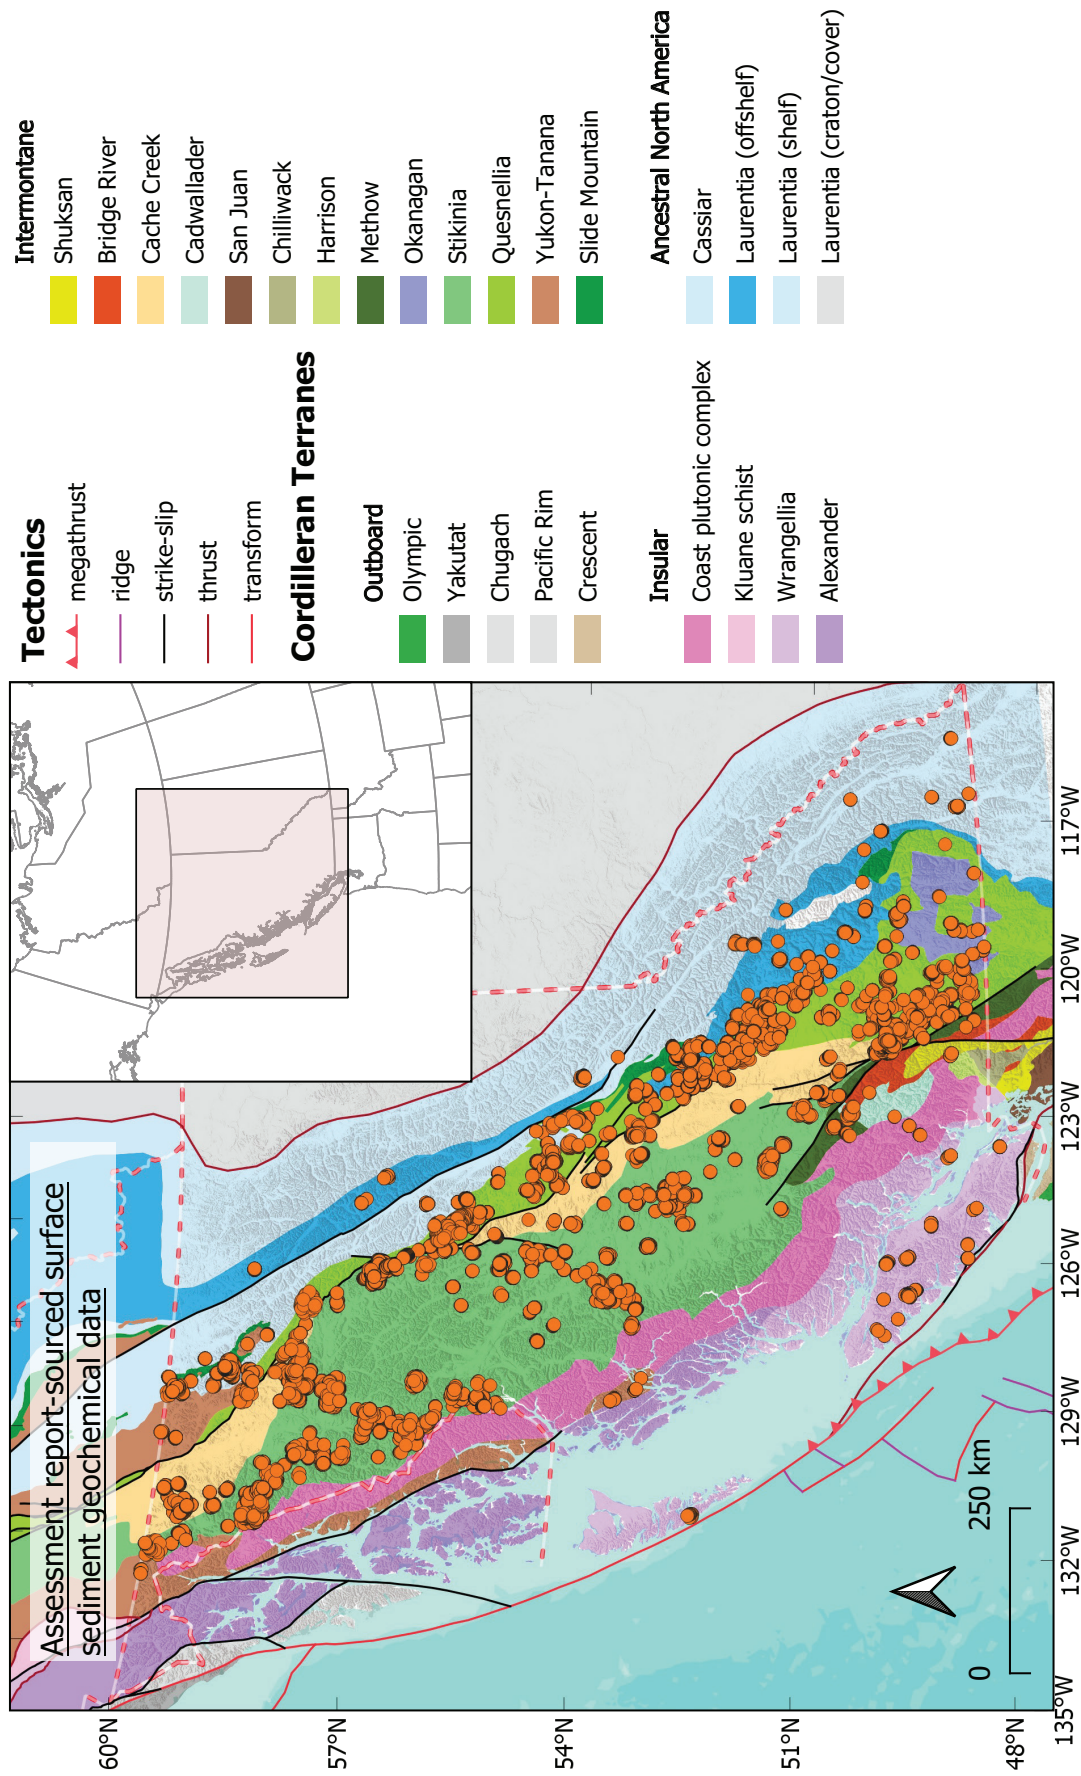 Assessment report-sourced surface
sediment geochemical data
60°N
57°N
54°N
51°N
48°N
135°W
132°W
129°W
126°W
123°W
120°W
117°W
0
250 km
Tectonics
megathrust
ridge
strike-slip
thrust
transform
Cordilleran Terranes
Outboard
Olympic
Yakutat
Chugach
Pacific Rim
Crescent
Insular
Coast plutonic complex
Kluane schist
Wrangellia
Alexander
Intermontane
Shuksan
Bridge River
Cache Creek
Cadwallader
San Juan
Chilliwack
Harrison
Methow
Okanagan
Stikinia
Quesnellia
Yukon-Tanana
Slide Mountain
Ancestral North America
Cassiar
Laurentia (offshelf)
Laurentia (shelf)
Laurentia (craton/cover)